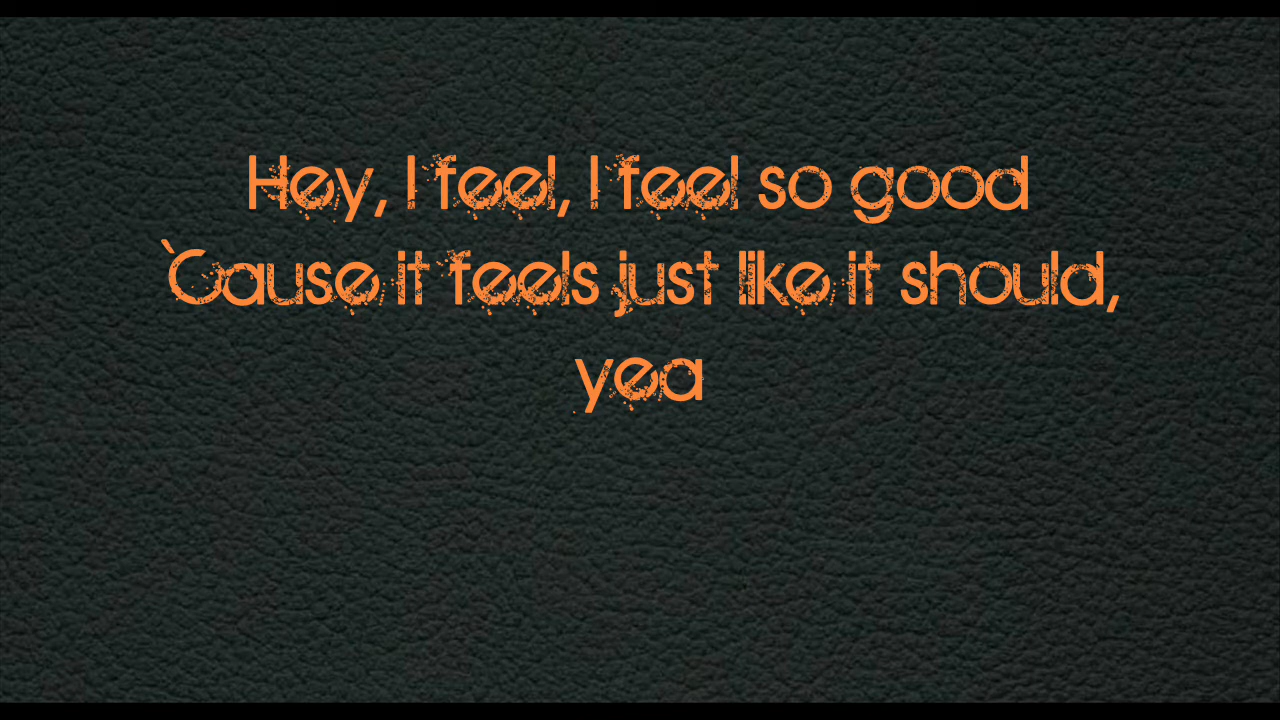 Hey, I feel, I feel so good
`Cause it feels just like it should,
yea